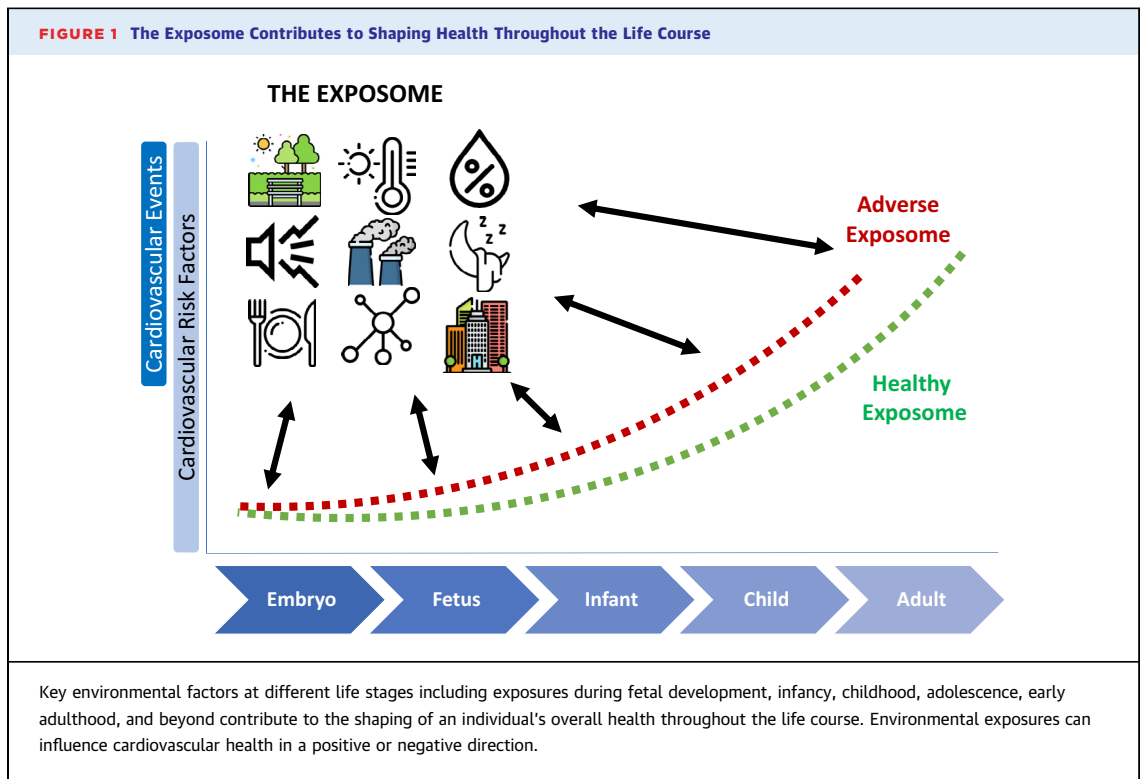 FIGURE 1 The Exposome Contributes to Shaping Health Throughout the Life Course
THE EXPOSOME
Cardiovascular Events
Cardiovascular Risk Factors
%
z z z
H
Adverse
Exposome
Healthy
Exposome
Embryo
Fetus
Infant
Child
Adult
Key environmental factors at different life stages including exposures during fetal development, infancy, childhood, adolescence, early
adulthood, and beyond contribute to the shaping of an individual's overall health throughout the life course. Environmental exposures can
influence cardiovascular health in a positive or negative direction.